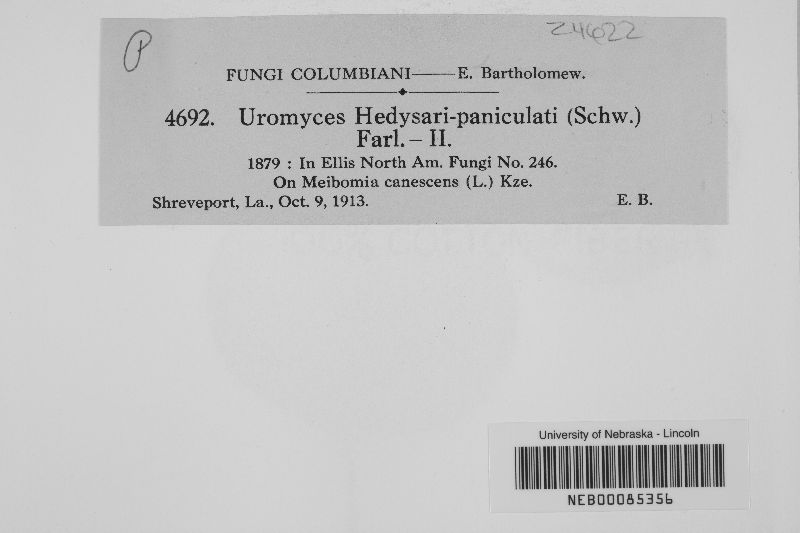 P
24622
FUNGI COLUMBIANI—E. Bartholomew.
4692. Uromyces Hedysari-paniculati (Schw.)
Farl.–II.
1879 : In Ellis North Am. Fungi No. 246.
On Meibomia canescens (L.) Kze.
Shreveport, La., Oct. 9, 1913. E. B.
University of Nebraska - Lincoln
NEB00085356